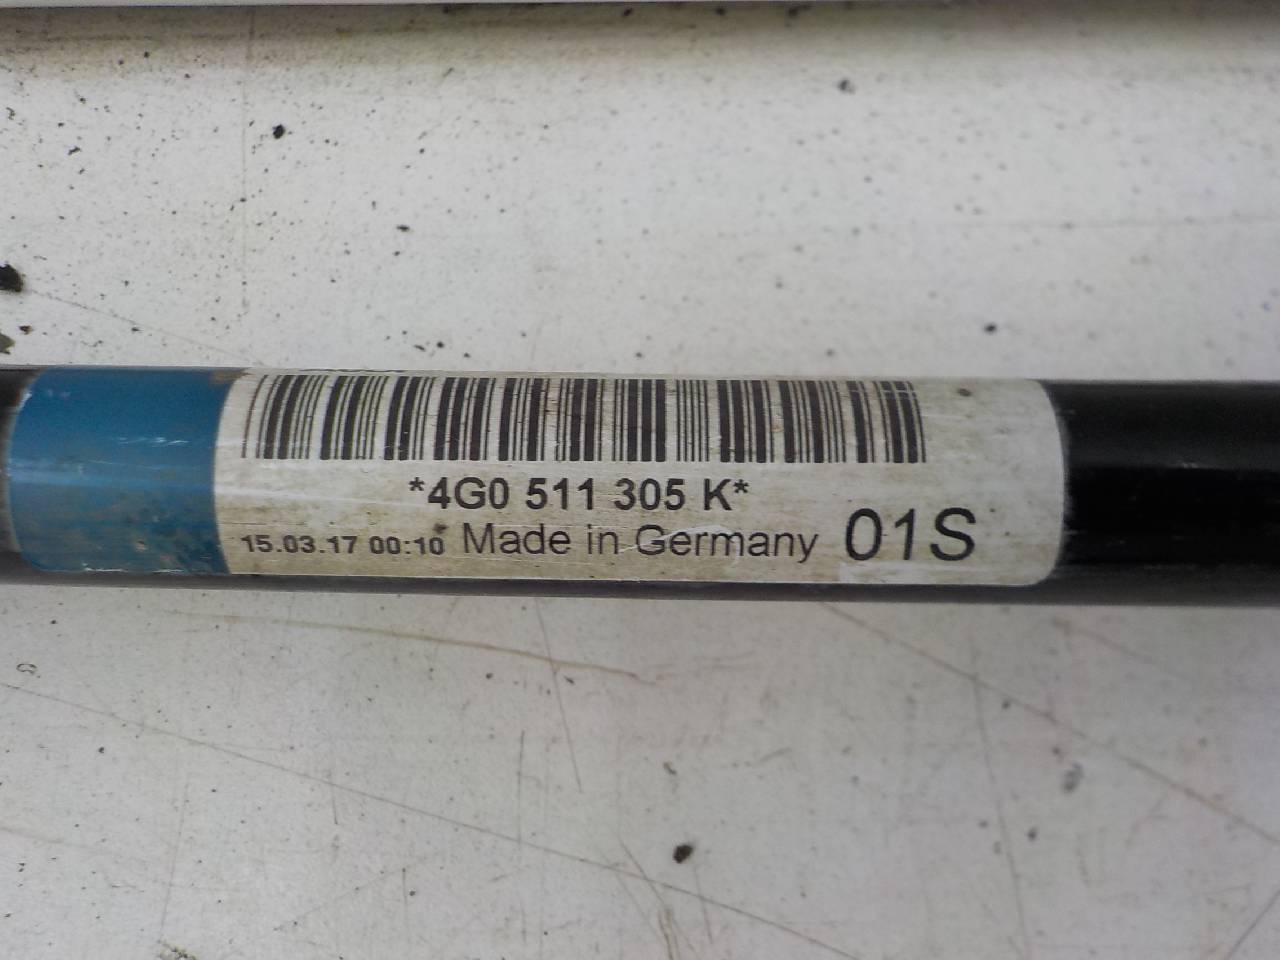 *4G0 511 305 K*
15.03.17 00:10 Made in Germany 01S